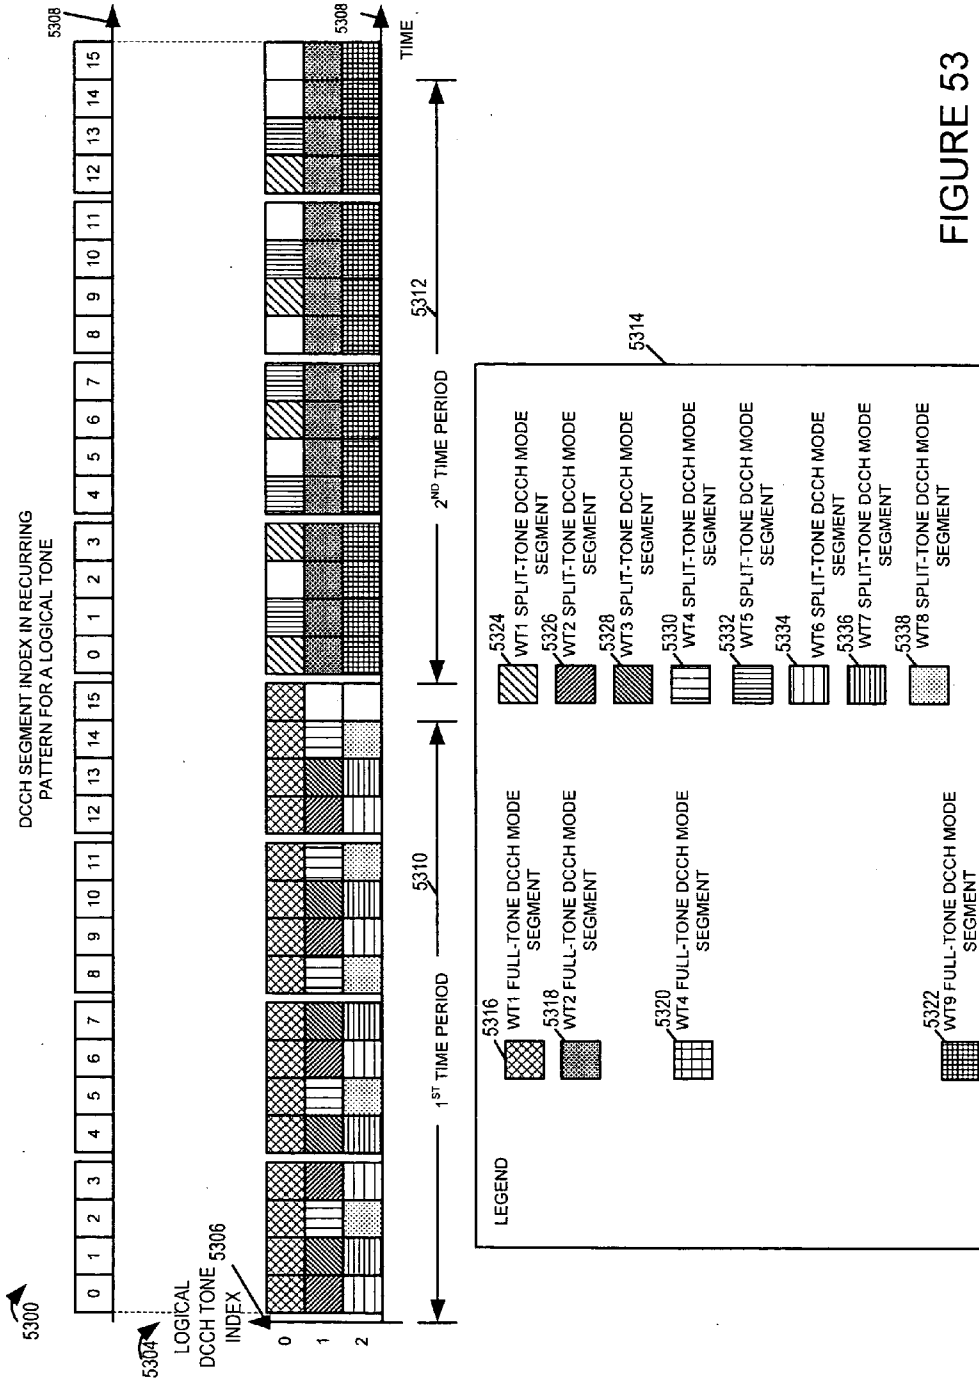 5300
DCCH SEGMENT INDEX IN RECURRING
PATTERN FOR A LOGICAL TONE
0 1 2 3 4 5 6 7 8 9 10 11 12 13 14 15 0 1 2 3 4 5 6 7 8 9 10 11 12 13 14 15
5308
5304
LOGICAL
DCCH TONE
INDEX
5306
0
1
2
5308
TIME
1ST TIME PERIOD
5310
2ND TIME PERIOD
5312
5314
LEGEND
5316
WT1 FULL-TONE DCCH MODE
SEGMENT
5318
WT2 FULL-TONE DCCH MODE
SEGMENT
5320
WT4 FULL-TONE DCCH MODE
SEGMENT
5322
WT9 FULL-TONE DCCH MODE
SEGMENT
5324
WT1 SPLIT-TONE DCCH MODE
SEGMENT
5326
WT2 SPLIT-TONE DCCH MODE
SEGMENT
5328
WT3 SPLIT-TONE DCCH MODE
SEGMENT
5330
WT4 SPLIT-TONE DCCH MODE
SEGMENT
5332
WT5 SPLIT-TONE DCCH MODE
SEGMENT
5334
WT6 SPLIT-TONE DCCH MODE
SEGMENT
5336
WT7 SPLIT-TONE DCCH MODE
SEGMENT
5338
WT8 SPLIT-TONE DCCH MODE
SEGMENT
FIGURE 53